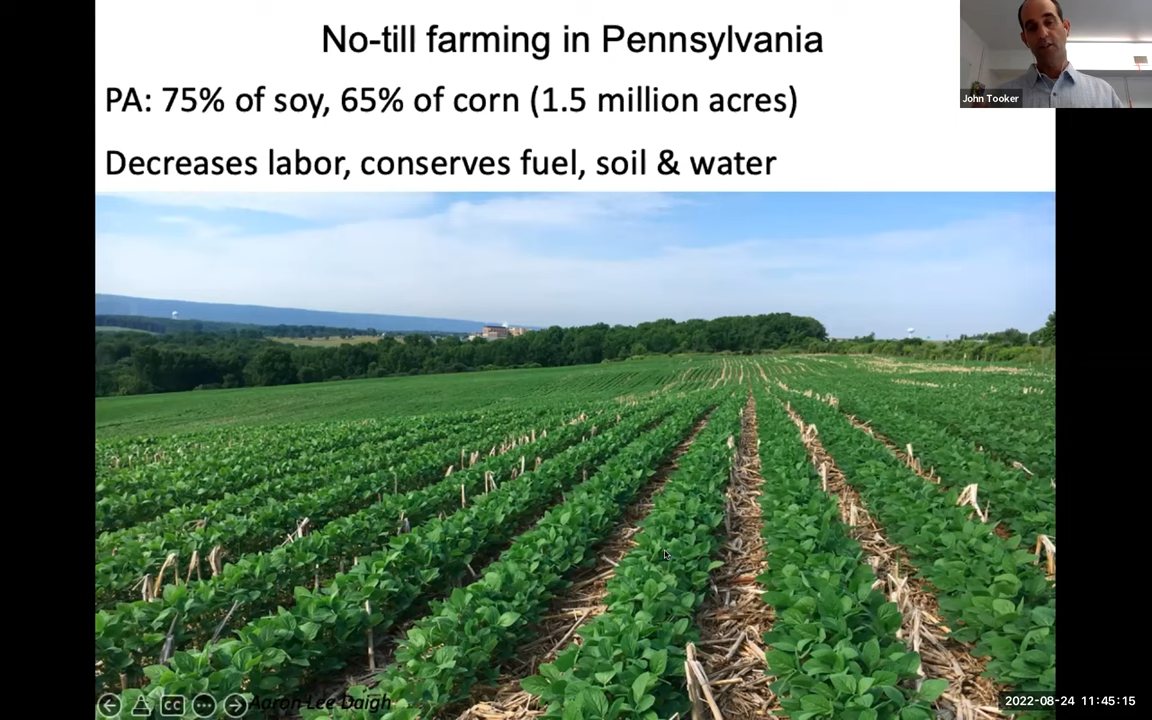 No-till farming in Pennsylvania
PA: 75% of soy, 65% of corn (1.5 million acres)
Decreases labor, conserves fuel, soil & water
John Tooker
CC
Aaron Lee Daigh
2022-08-24 11:45:15